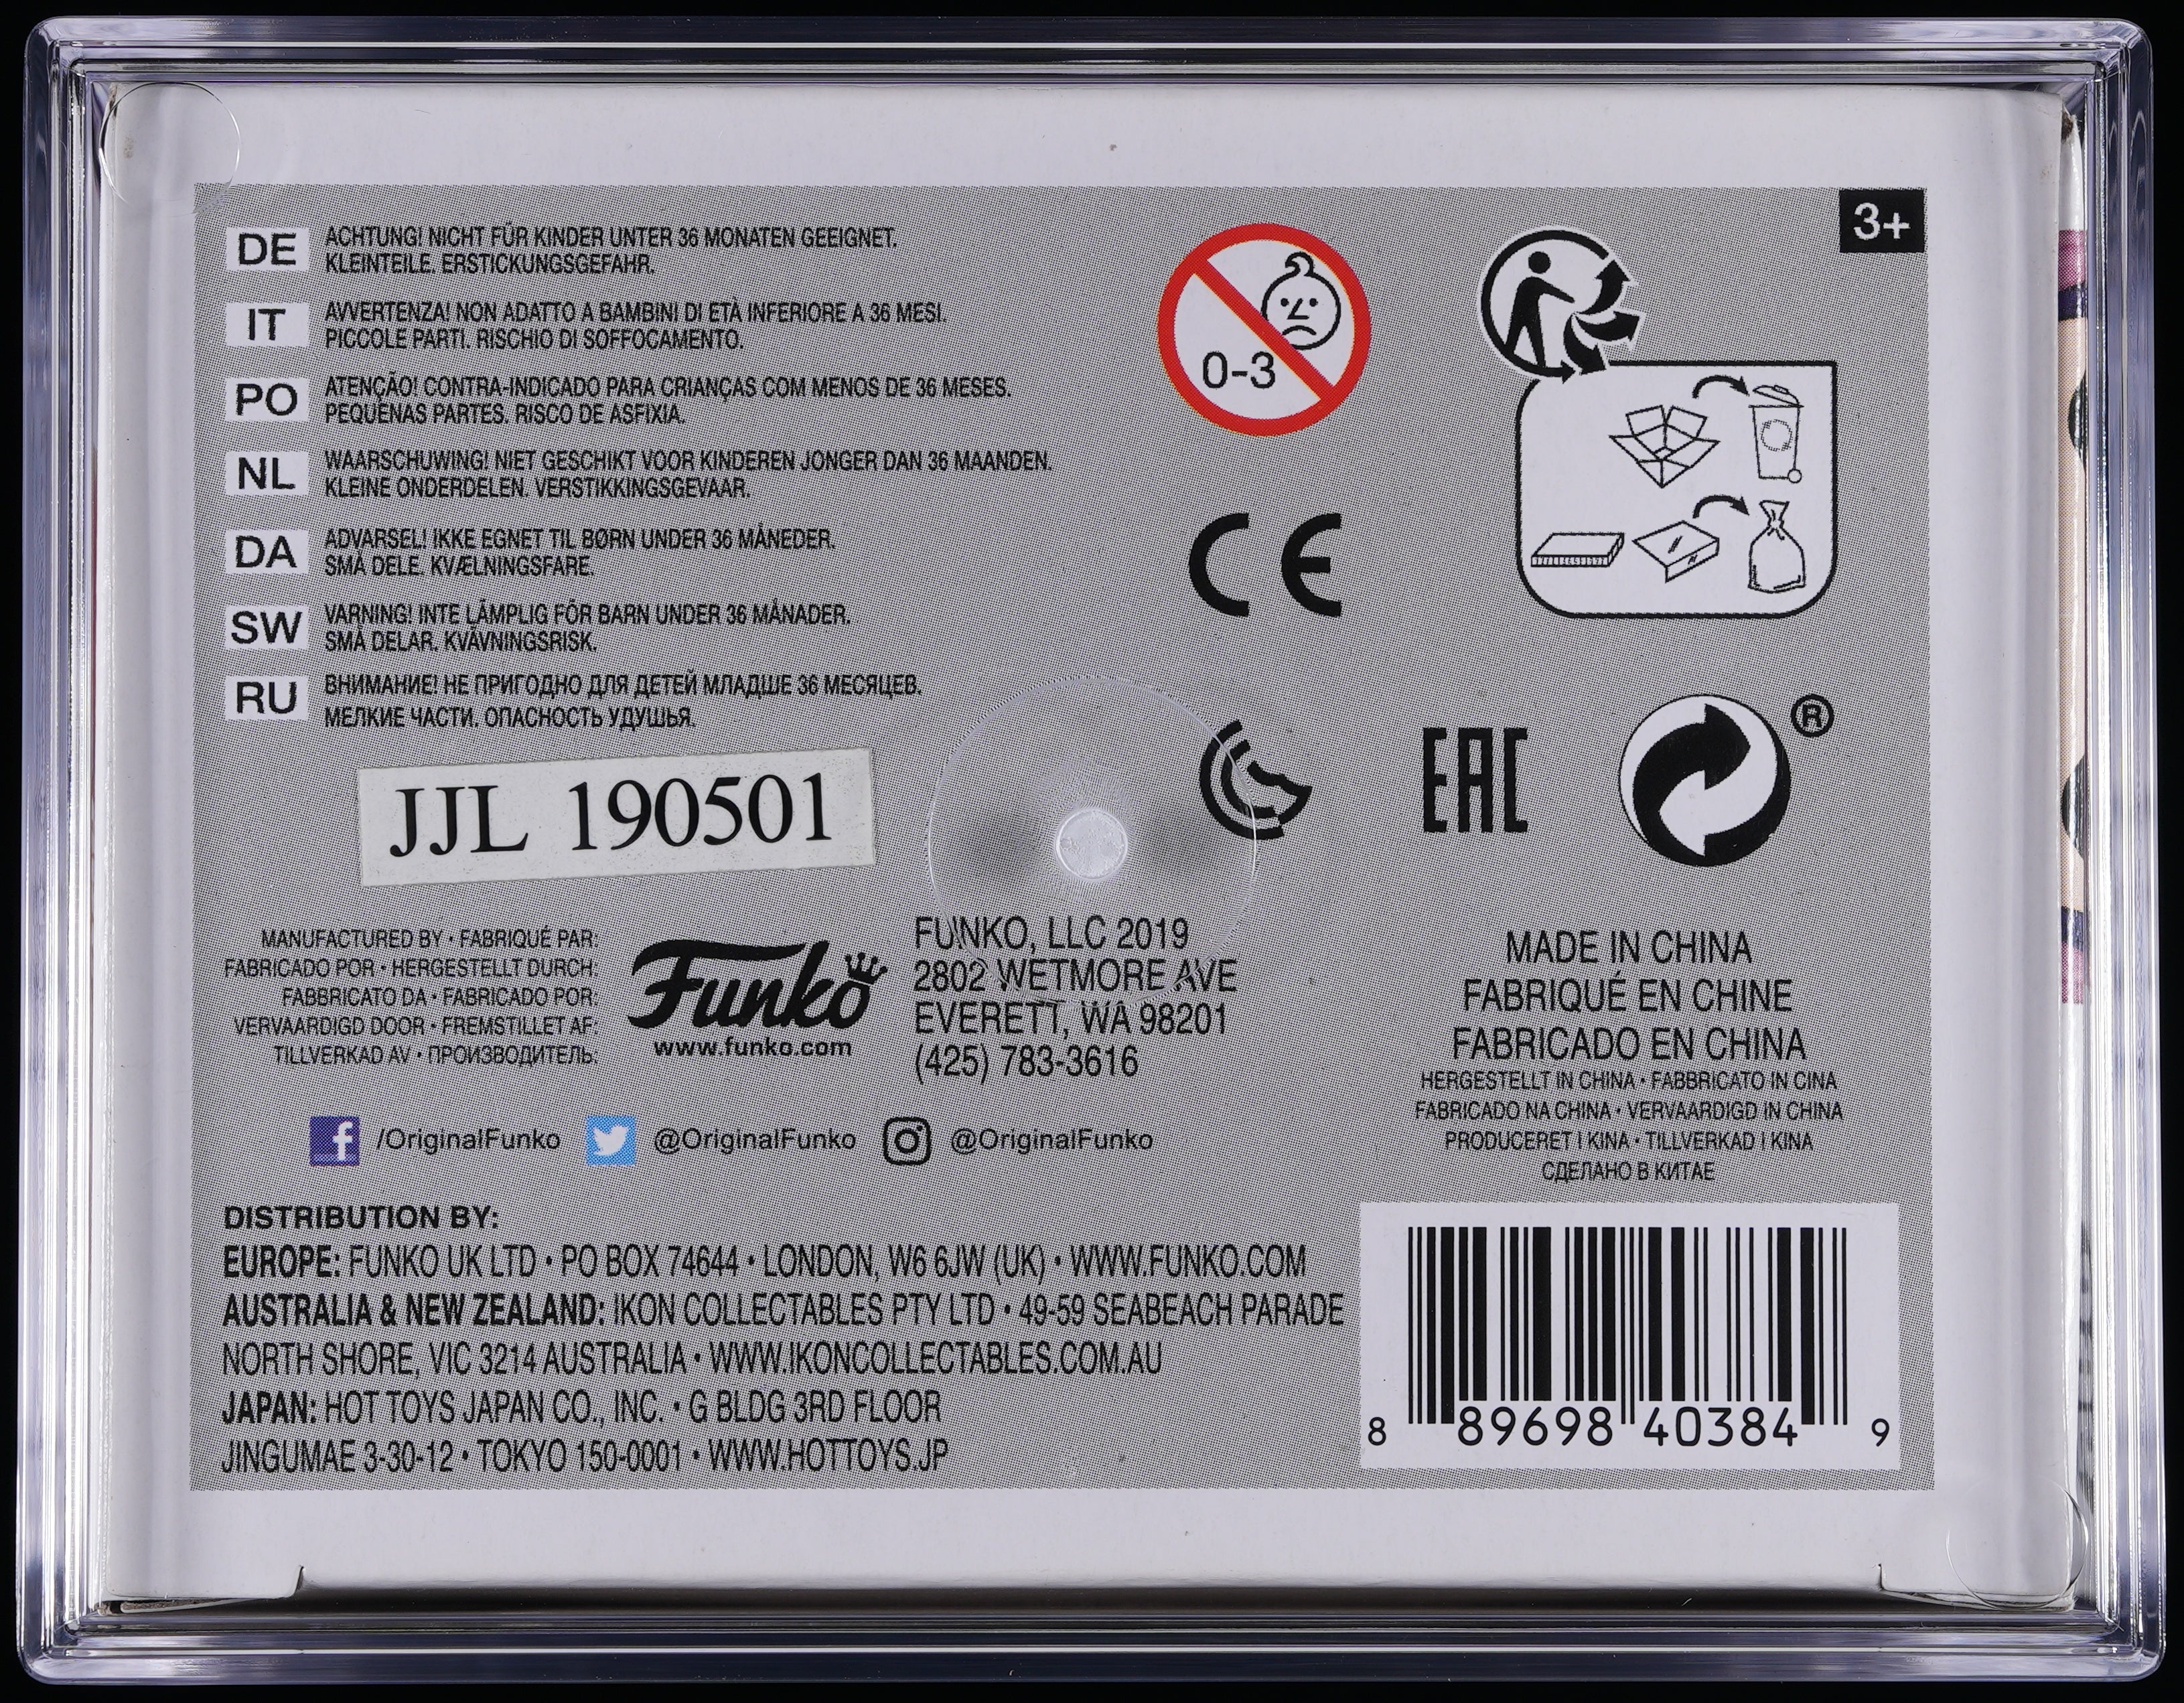 3+
DE
ACHTUNG! NICHT FÜR KINDER UNTER 36 MONATEN GEEIGNET.
KLEINTEILE. ERSTICKUNGSGEFAHR.
IT
AVVERTENZA! NON ADATTO A BAMBINI DI ETÀ INFERIORE A 36 MESI.
PICCOLE PARTI. RISCHIO DI SOFFOCAMENTO.
PO
ATENÇÃO! CONTRA-INDICADO PARA CRIANÇAS COM MENOS DE 36 MESES.
PEQUENAS PARTES. RISCO DE ASFIXIA.
NL
WAARSCHUWING! NIET GESCHIKT VOOR KINDEREN JONGER DAN 36 MAANDEN.
KLEINE ONDERDELEN. VERSTIKKINGSGEVAAR.
DA
ADVARSEL! IKKE EGNET TIL BØRN UNDER 36 MÅNEDER.
SMÅ DELE. KVÆLNINGSFARE.
SW
VARNING! INTE LÄMPLIG FÖR BARN UNDER 36 MÅNADER.
SMÅ DELAR. KVÄVNINGSRISK.
RU
ВНИМАНИЕ! НЕ ПРИГОДНО ДЛЯ ДЕТЕЙ МЛАДШЕ 36 МЕСЯЦЕВ.
МЕЛКИЕ ЧАСТИ. ОПАСНОСТЬ УДУШЬЯ.
0-3
CE
EAC
®
JJL 190501
MANUFACTURED BY • FABRIQUÉ PAR:
FABRICADO POR • HERGESTELLT DURCH:
FABBRICATO DA • FABRICADO POR:
VERVAARDIGD DOOR • FREMSTILLET AF:
TILLVERKAD AV • ПРОИЗВОДИТЕЛЬ:
Funko
www.funko.com
FUNKO, LLC 2019
2802 WETMORE AVE
EVERETT, WA 98201
(425) 783-3616
MADE IN CHINA
FABRIQUÉ EN CHINE
FABRICADO EN CHINA
HERGESTELLT IN CHINA • FABBRICATO IN CINA
FABRICADO NA CHINA • VERVAARDIGD IN CHINA
PRODUCERET I KINA • TILLVERKAD I KINA
СДЕЛАНО В КИТАЕ
/OriginalFunko @OriginalFunko @OriginalFunko
DISTRIBUTION BY:
EUROPE: FUNKO UK LTD • PO BOX 74644 • LONDON, W6 6JW (UK) • WWW.FUNKO.COM
AUSTRALIA & NEW ZEALAND: IKON COLLECTABLES PTY LTD • 49-59 SEABEACH PARADE
NORTH SHORE, VIC 3214 AUSTRALIA • WWW.IKONCOLLECTABLES.COM.AU
JAPAN: HOT TOYS JAPAN CO., INC. • G BLDG 3RD FLOOR
JINGUMAE 3-30-12 • TOKYO 150-0001 • WWW.HOTTOYS.JP
8 89698 40384 9